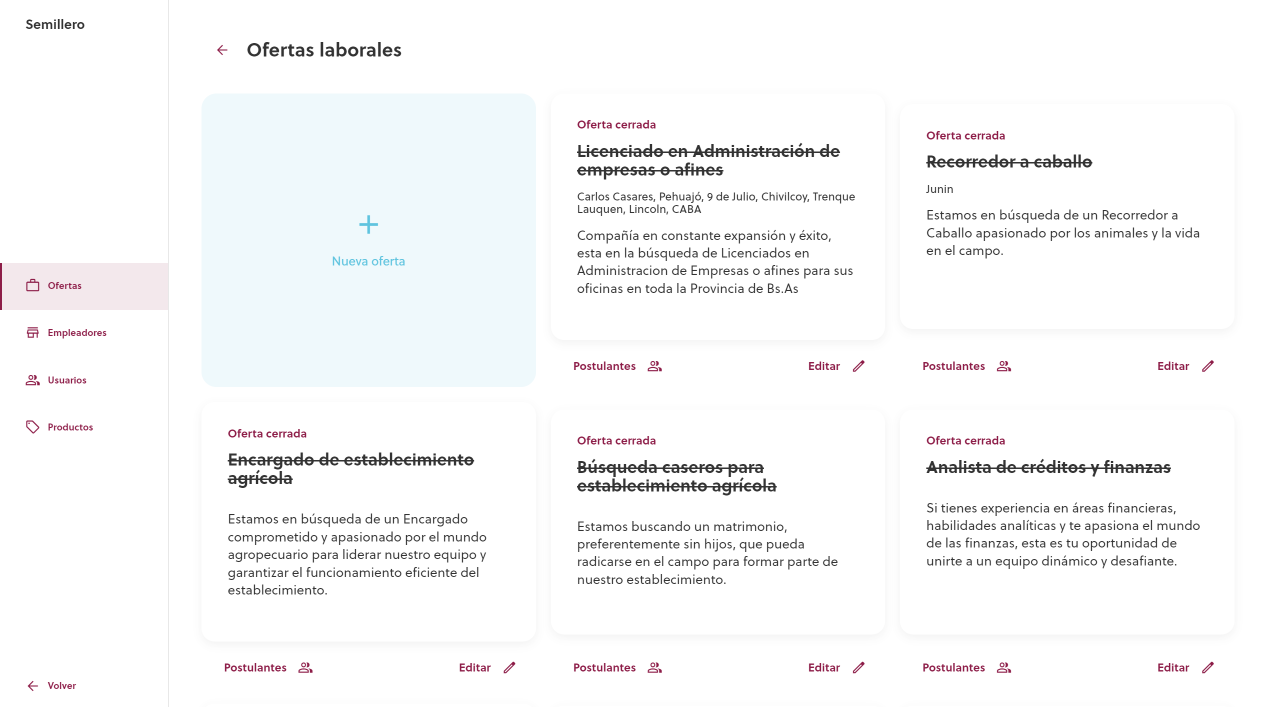 Semillero
Ofertas
Empleadores
Usuarios
Productos
Volver
Ofertas laborales
Nueva oferta
Oferta cerrada
Licenciado en Administración de
empresas o afines
Carlos Casares, Pehuajó, 9 de Julio, Chivilcoy, Trenque
Lauquen, Lincoln, CABA
Compañía en constante expansión y éxito,
esta en la búsqueda de Licenciados en
Administracion de Empresas o afines para sus
oficinas en toda la Provincia de Bs.As
Postulantes
Editar
Oferta cerrada
Recorredor a caballo
Junin
Estamos en búsqueda de un Recorredor a
Caballo apasionado por los animales y la vida
en el campo.
Postulantes
Editar
Oferta cerrada
Encargado de establecimiento
agrícola
Estamos en búsqueda de un Encargado
comprometido y apasionado por el mundo
agropecuario para liderar nuestro equipo y
garantizar el funcionamiento eficiente del
establecimiento.
Postulantes
Editar
Oferta cerrada
Búsqueda caseros para
establecimiento agrícola
Estamos buscando un matrimonio,
preferentemente sin hijos, que pueda
radicarse en el campo para formar parte de
nuestro establecimiento.
Postulantes
Editar
Oferta cerrada
Analista de créditos y finanzas
Si tienes experiencia en áreas financieras,
habilidades analíticas y te apasiona el mundo
de las finanzas, esta es tu oportunidad de
unirte a un equipo dinámico y desafiante.
Postulantes
Editar